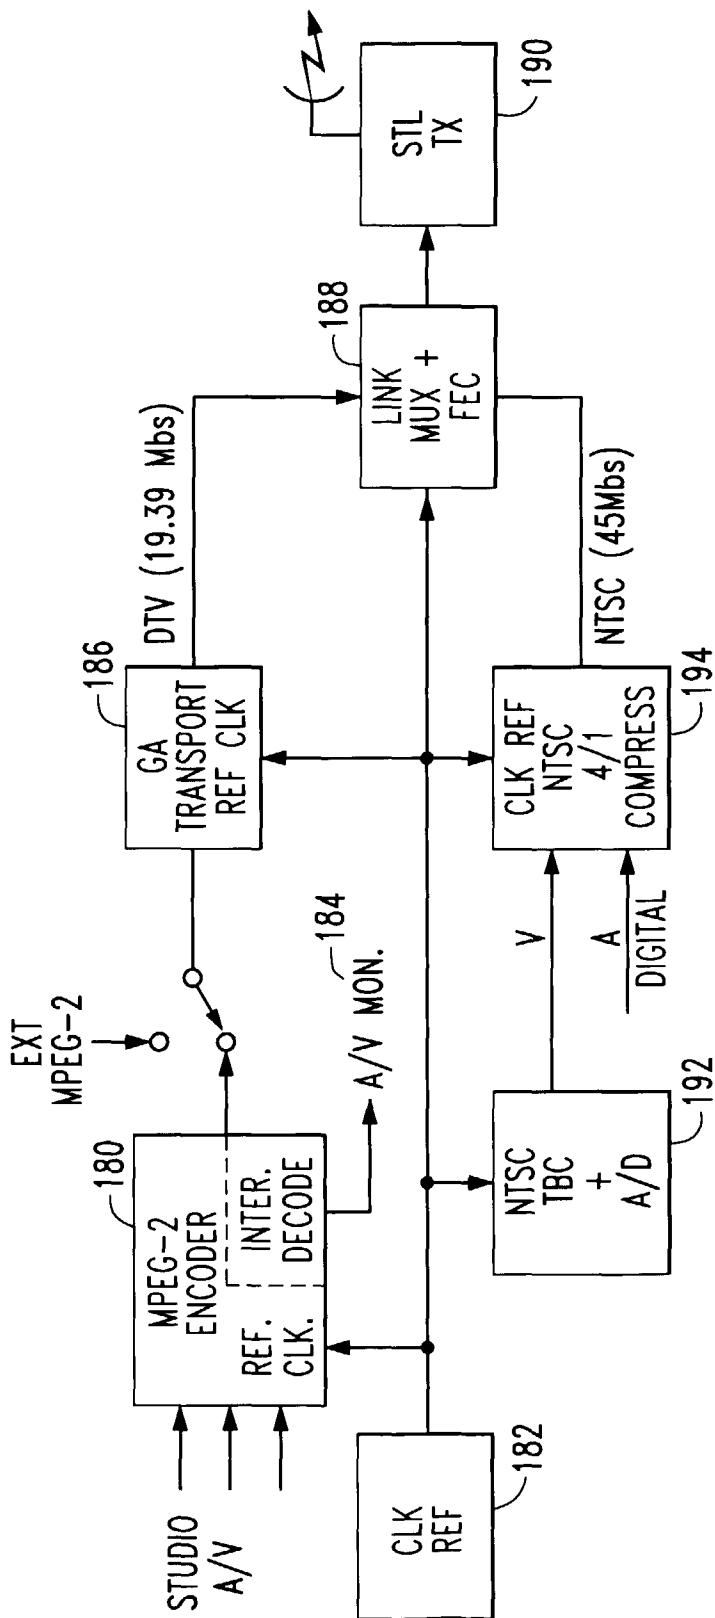 STUDIO
A/V
180
MPEG-2
ENCODER
REF.
CLK.
INTER.
DECODE
EXT
MPEG-2
184
A/V MON.
186
GA
TRANSPORT
REF CLK
DTV (19.39 Mbs)
188
LINK
MUX +
FEC
STL
TX
190
CLK
REF
182
NTSC
TBC
+
A/D
192
V
A
DIGITAL
CLK REF
NTSC
4/1
COMPRESS
194
NTSC (45Mbs)